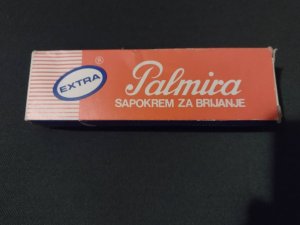 EXTRA
®
Palmira
SAPOKREM ZA BRIJANJE